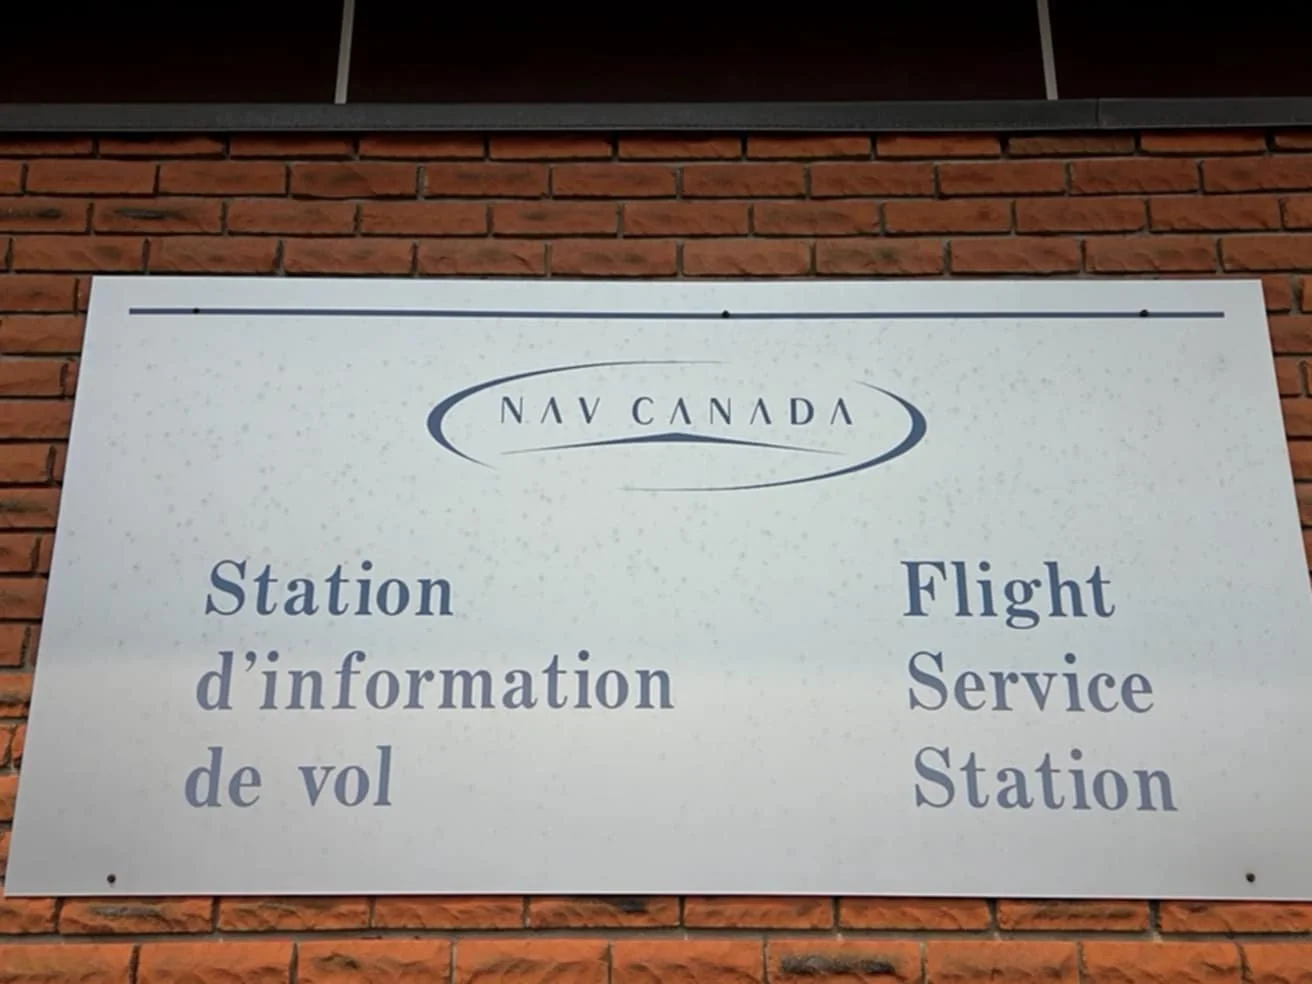 NAV CANADA
Station
d'information
de vol
Flight
Service
Station